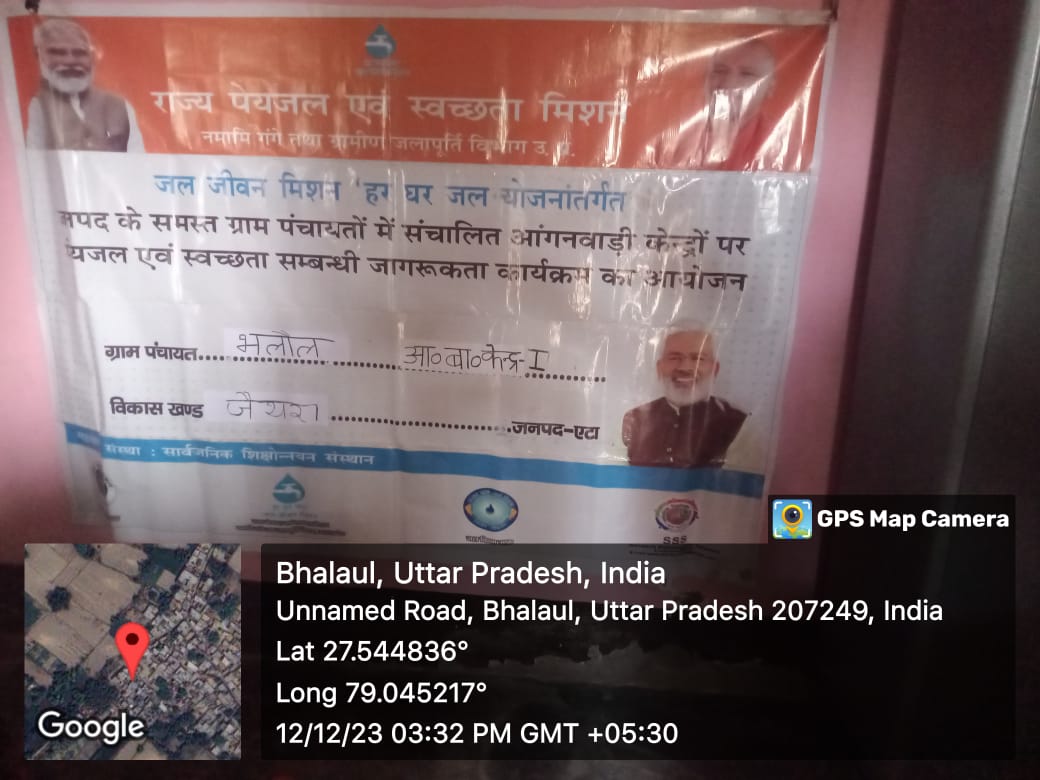 राज्य पेयजल एवं स्वच्छता मिशन
नमामि गंगे तथा ग्रामीण जलापूर्ति विभाग उ. प्र.
जल जीवन मिशन 'हर घर जल योजनांतर्गत
नपद के समस्त ग्राम पंचायतों में संचालित आंगनवाड़ी केन्द्रों पर
यजल एवं स्वच्छता सम्बन्धी जागरूकता कार्यक्रम का आयोजन
ग्राम पंचायत..... भलौल ............ आ०बा०केन्द्र-I ............
विकास खण्ड जैथरा ..............................जनपद-एटा
संस्था : सार्वजनिक शिक्षोन्नयन संस्थान
SSS
GPS Map Camera
Bhalaul, Uttar Pradesh, India
Unnamed Road, Bhalaul, Uttar Pradesh 207249, India
Lat 27.544836°
Long 79.045217°
12/12/23 03:32 PM GMT +05:30
Google